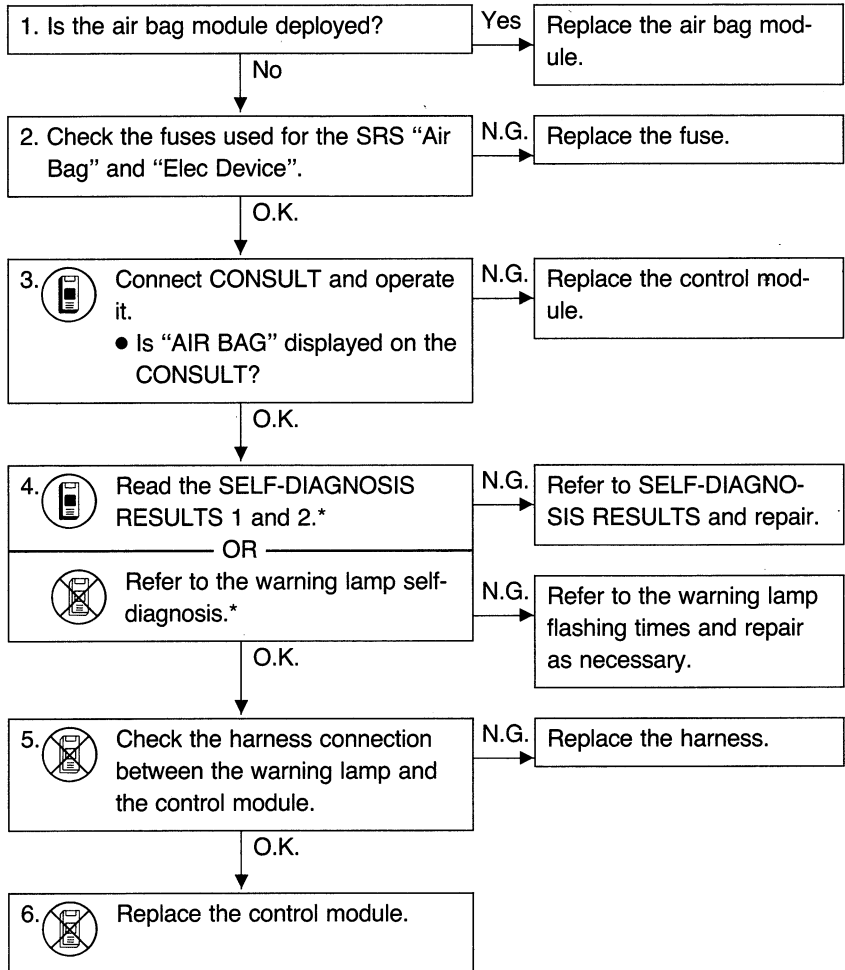 1. Is the air bag module deployed?
Yes
Replace the air bag mod-
ule.
No
2. Check the fuses used for the SRS “Air
Bag” and “Elec Device”.
N.G.
Replace the fuse.
O.K.
3. Connect CONSULT and operate
it.
● Is “AIR BAG” displayed on the
CONSULT?
N.G.
Replace the control mod-
ule.
O.K.
4. Read the SELF-DIAGNOSIS
RESULTS 1 and 2.*
N.G.
Refer to SELF-DIAGNO-
SIS RESULTS and repair.
OR
Refer to the warning lamp self-
diagnosis.*
N.G.
Refer to the warning lamp
flashing times and repair
as necessary.
O.K.
5. Check the harness connection
between the warning lamp and
the control module.
N.G.
Replace the harness.
O.K.
6. Replace the control module.